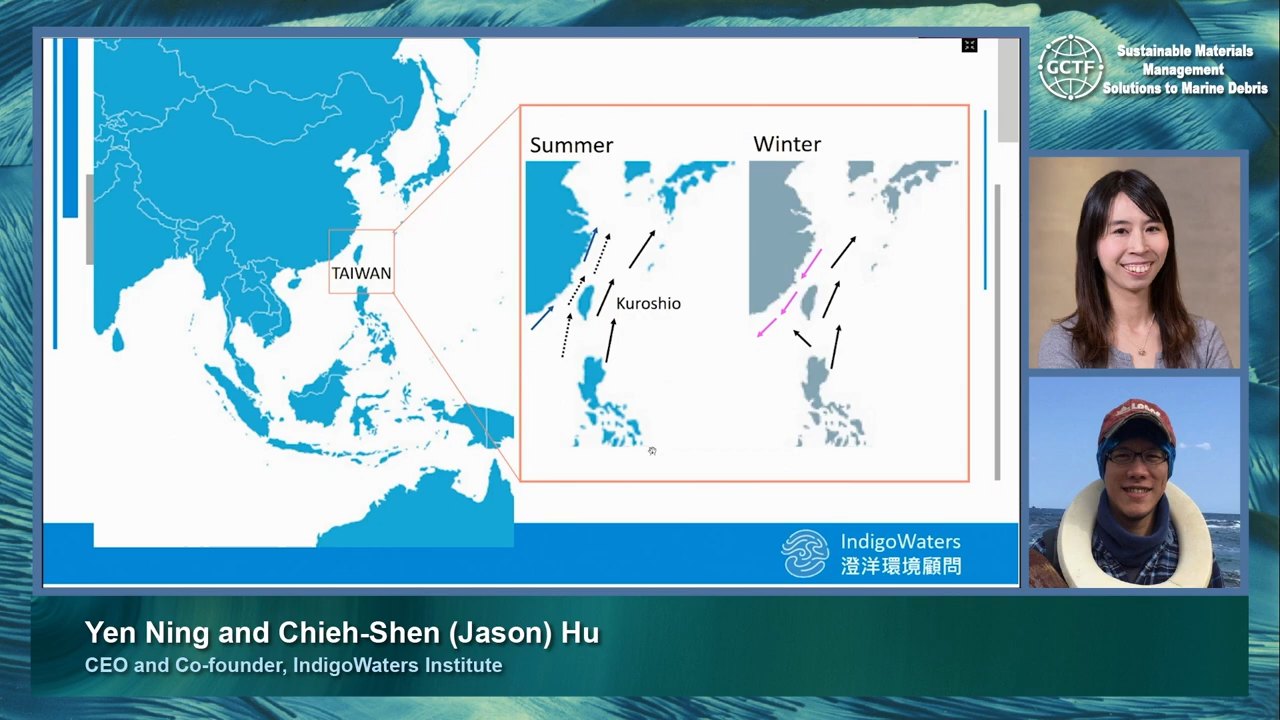 GCTF
Sustainable Materials
Management
Solutions to Marine Debris
Summer
Winter
TAIWAN
Kuroshio
IndigoWaters
澄洋環境顧問
Yen Ning and Chieh-Shen (Jason) Hu
CEO and Co-founder, IndigoWaters Institute